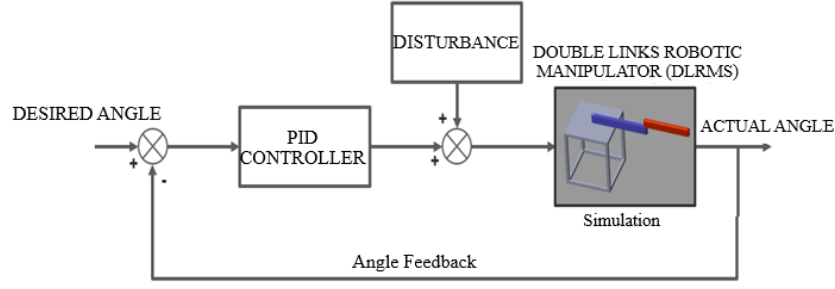 DISTURBANCE
DOUBLE LINKS ROBOTIC
MANIPULATOR (DLRMS)
DESIRED ANGLE
PID
CONTROLLER
ACTUAL ANGLE
+
-
+
+
Simulation
Angle Feedback